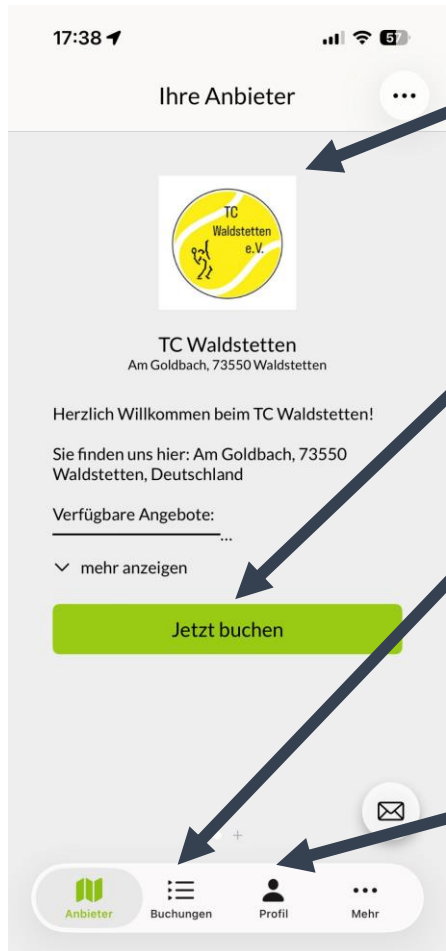 17:38
57
Ihre Anbieter
TC
Waldstetten
e.V.
TC Waldstetten
Am Goldbach, 73550 Waldstetten
Herzlich Willkommen beim TC Waldstetten!
Sie finden uns hier: Am Goldbach, 73550
Waldstetten, Deutschland
Verfügbare Angebote:
...
mehr anzeigen
Jetzt buchen
Anbieter
Buchungen
Profil
Mehr